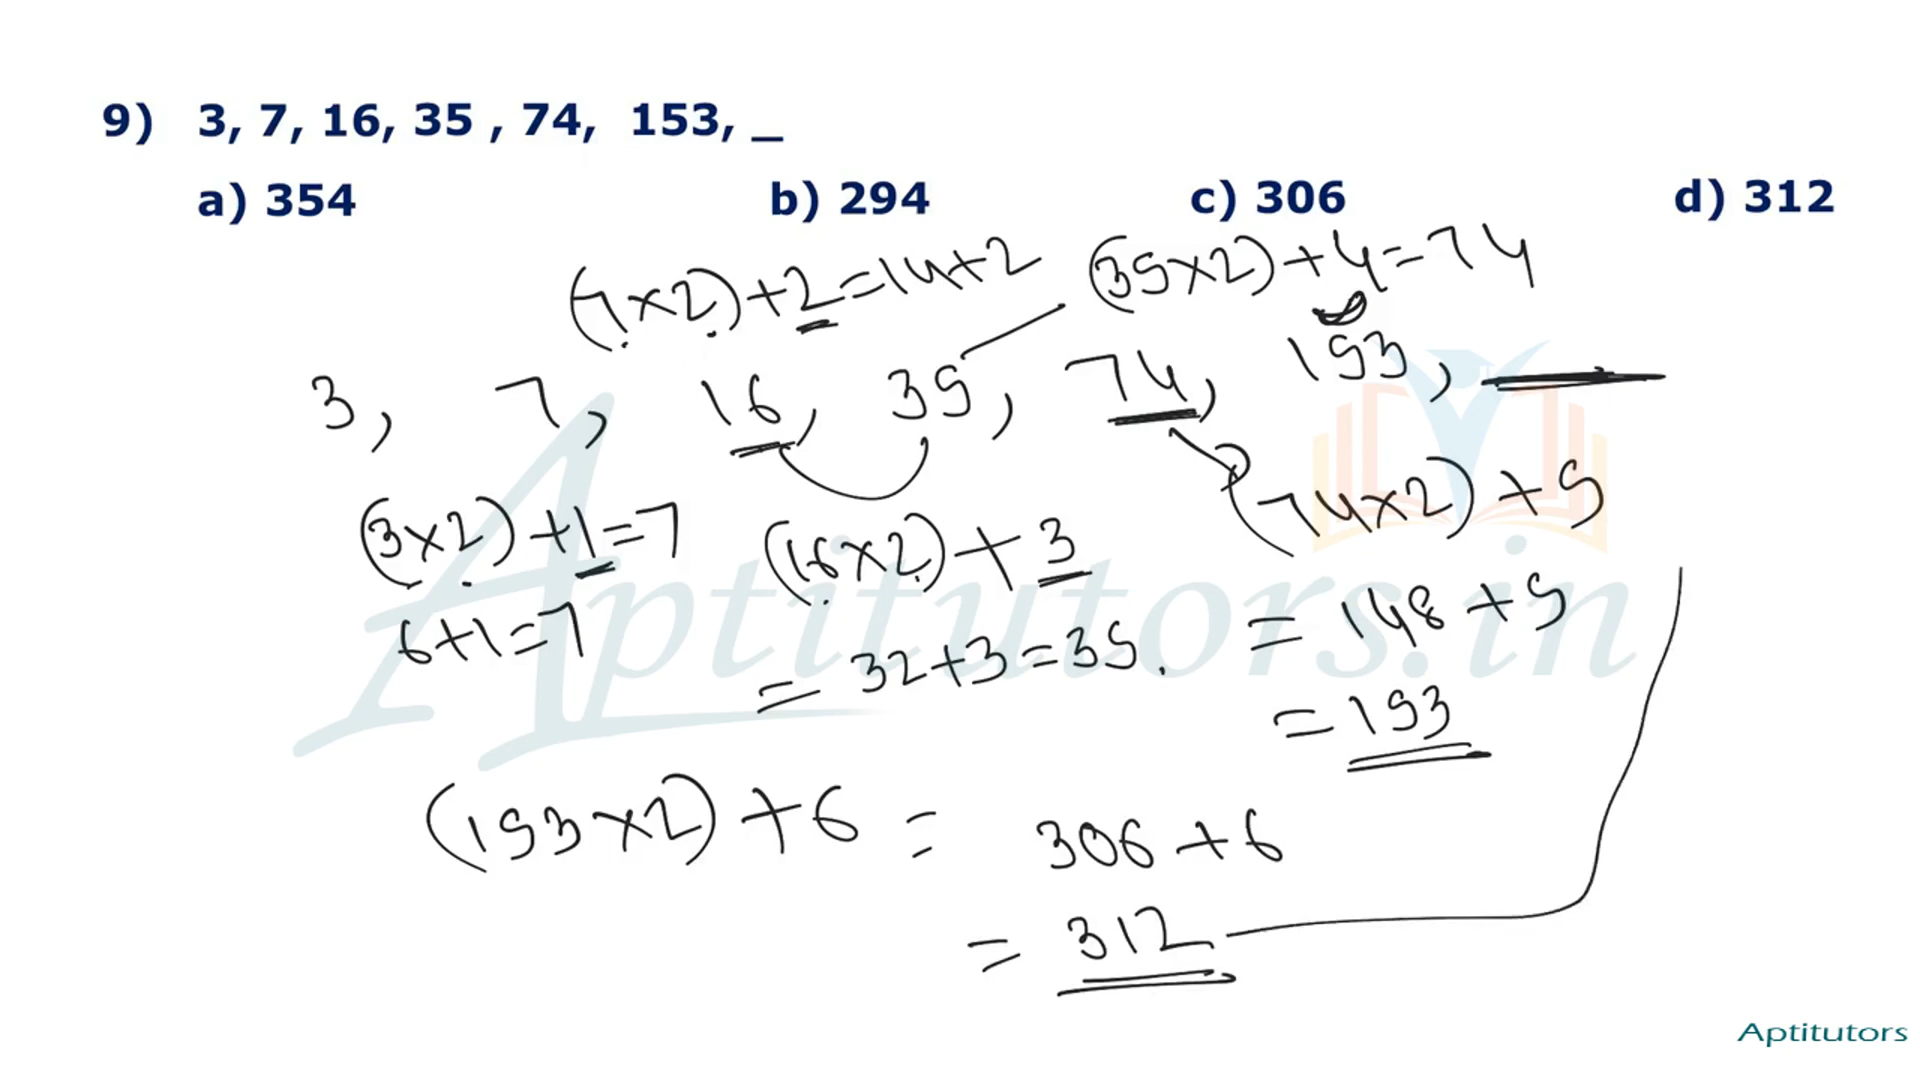 9) 3, 7, 16, 35 , 74, 153, _
a) 354 b) 294 c) 306 d) 312
(7×2)+2=14+2 (35×2)+4=74
3, 7, 16, 35, 74, 153,
(3×2)+1=7 (16×2)+3 (74×2)+5
6+1=7 =32+3=35. =148+5
=153
(153×2)+6 = 306+6
=312
Aptitutors.in
Aptitutors